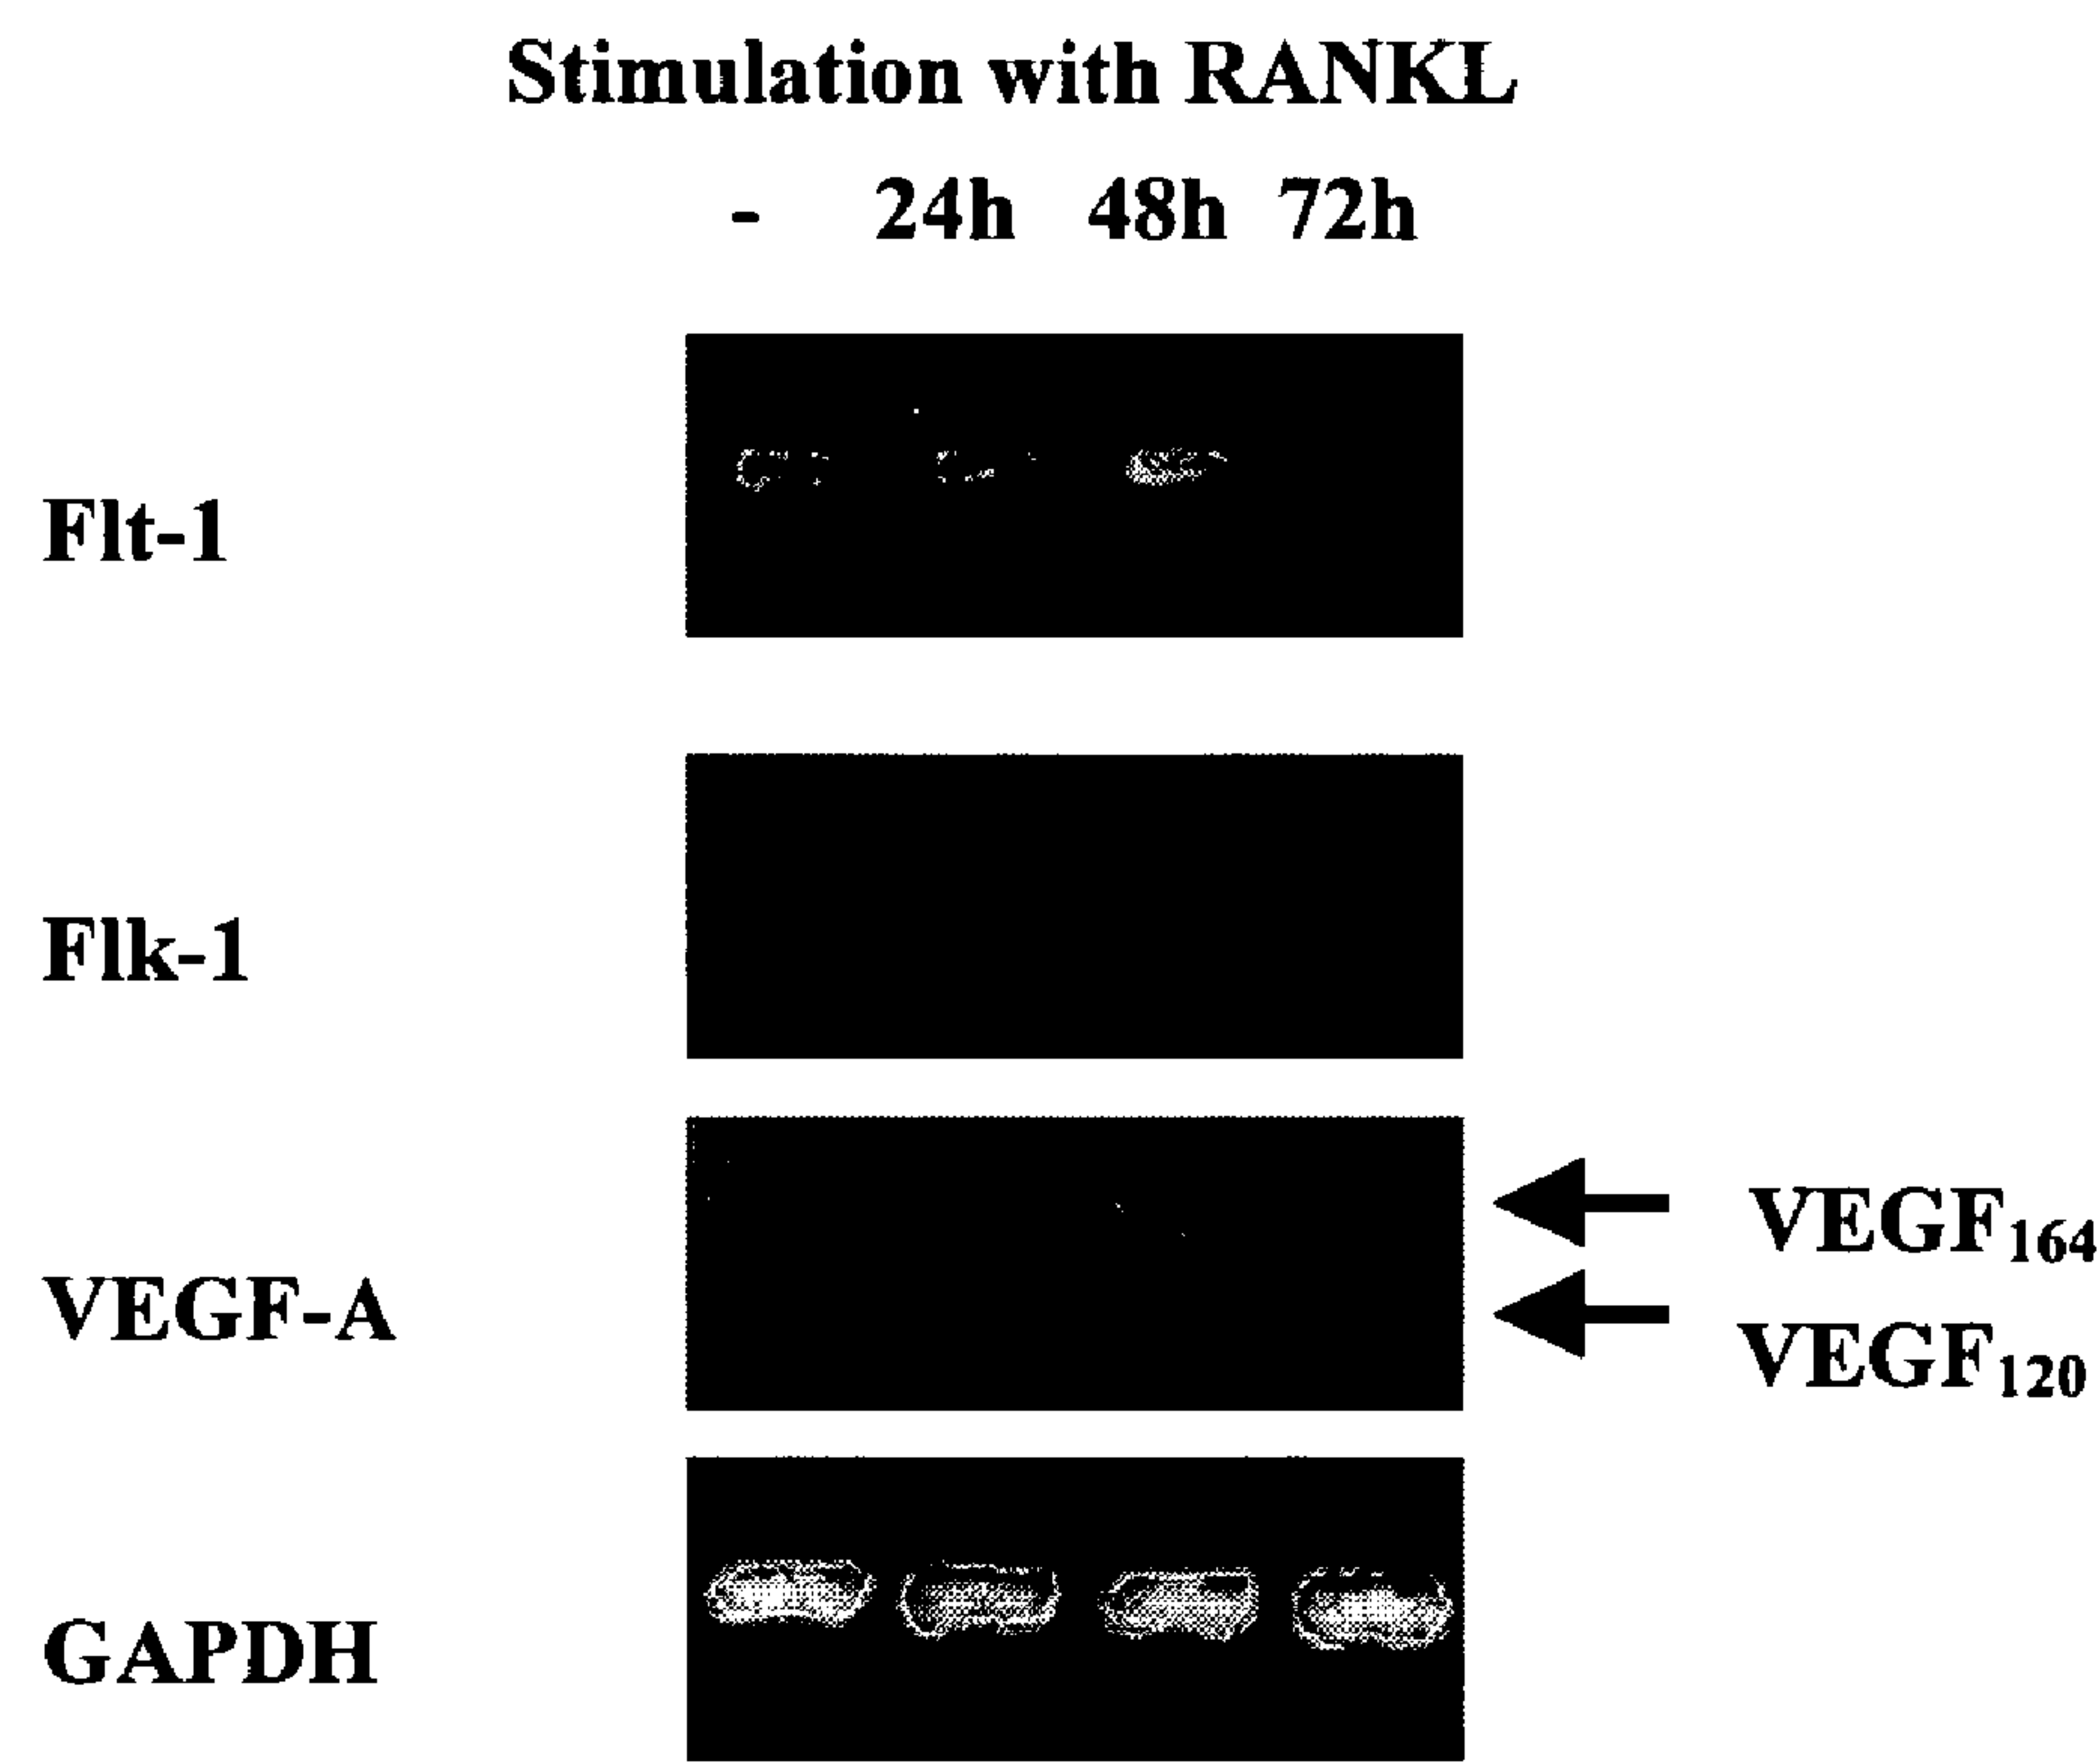 Stimulation with RANKL
- 24h 48h 72h
Flt-1
Flk-1
VEGF-A
VEGF164
VEGF120
GAPDH